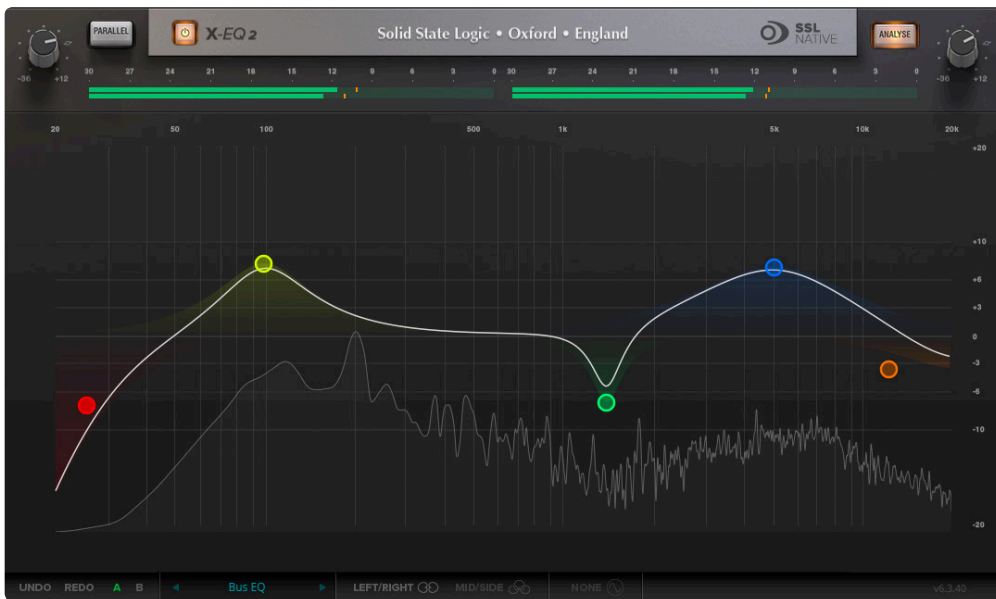 PARALLEL X-EQ 2 Solid State Logic • Oxford • England SSL NATIVE ANALYSE
-36 +12 30 27 24 21 18 15 12 9 6 3 0 30 27 24 21 18 15 12 9 6 3 0 -36 +12
20 50 100 500 1k 5k 10k 20K
+20
+10
+6
+3
0
-3
-6
-10
-20
UNDO REDO A B Bus EQ LEFT/RIGHT MID/SIDE NONE v6.3.40